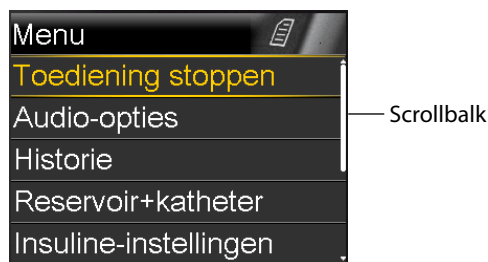 Menu
Toediening stoppen
Audio-opties
Scrollbalk
Historie
Reservoir+katheter
Insuline-instellingen